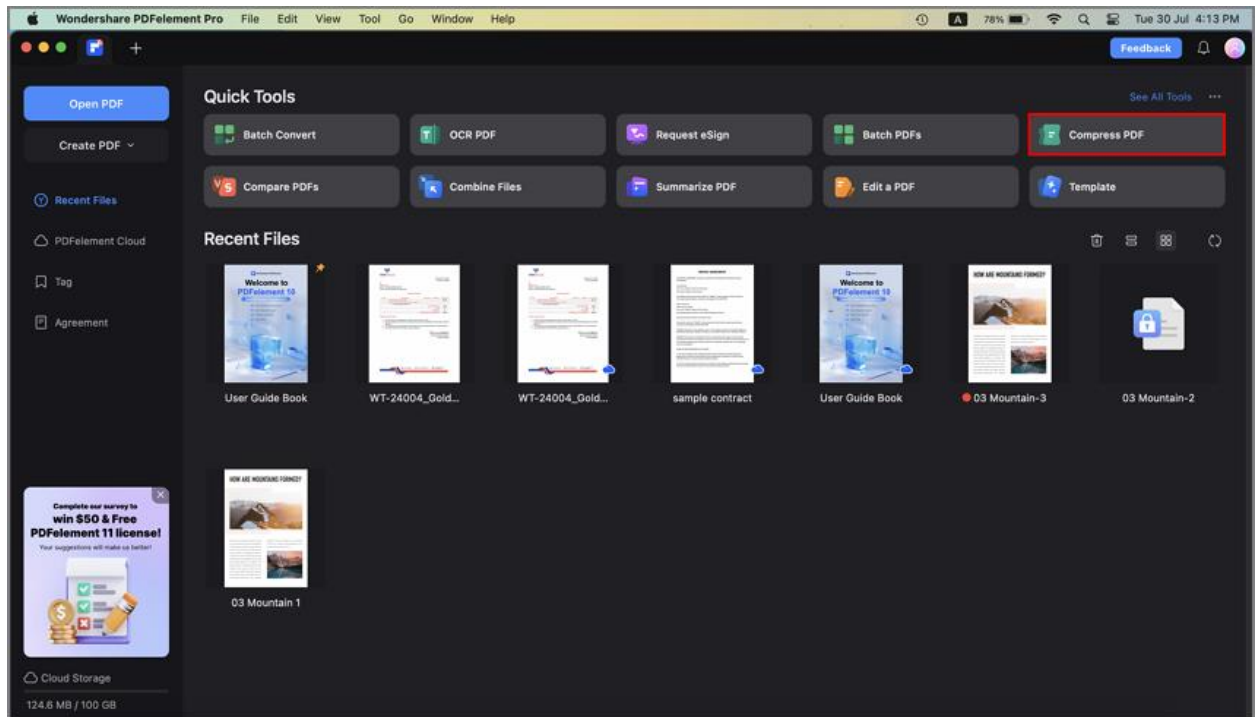 Wondershare PDFelement Pro File Edit View Tool Go Window Help A 78% Tue 30 Jul 4:13 PM
Feedback
Open PDF
Create PDF
Recent Files
PDFelement Cloud
Tag
Agreement
Quick Tools See All Tools
Batch Convert OCR PDF Request eSign Batch PDFs Compress PDF
Compare PDFs Combine Files Summarize PDF Edit a PDF Template
Recent Files
Welcome to
PDFelement 10
Welcome to
PDFelement 10
HOW ARE MOUNTAINS FORMED?
User Guide Book WT-24004_Gold... WT-24004_Gold... sample contract User Guide Book 03 Mountain-3 03 Mountain-2
HOW ARE MOUNTAINS FORMED?
03 Mountain 1
Complete our survey to
win $50 & Free
PDFelement 11 license!
Your suggestions will make us better!
Cloud Storage
124.6 MB / 100 GB